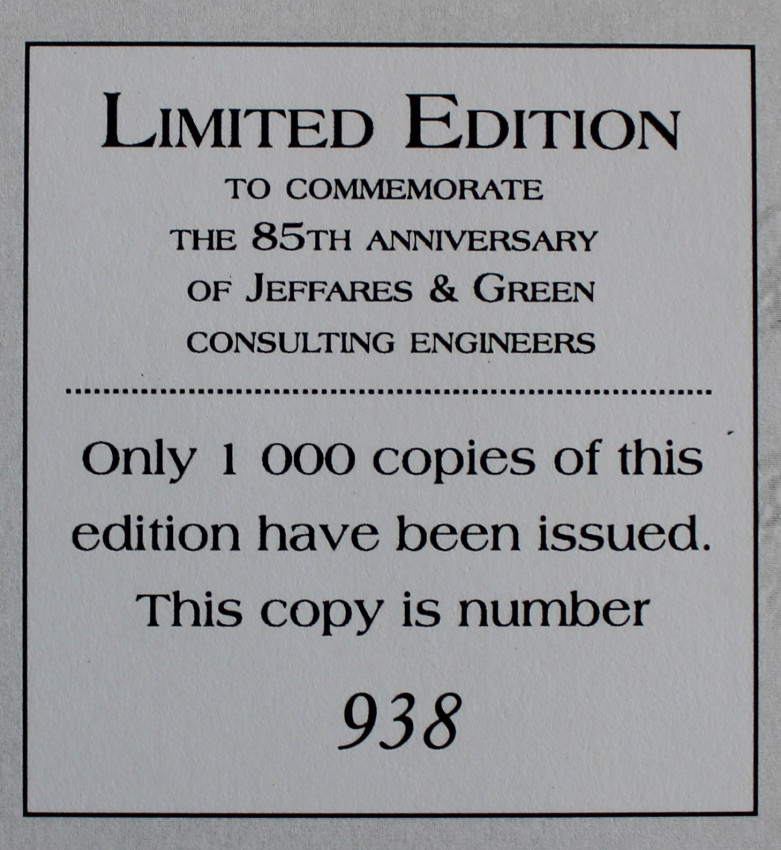 LIMITED EDITION
TO COMMEMORATE
THE 85TH ANNIVERSARY
OF JEFFARES & GREEN
CONSULTING ENGINEERS
Only 1 000 copies of this
edition have been issued.
This copy is number
938